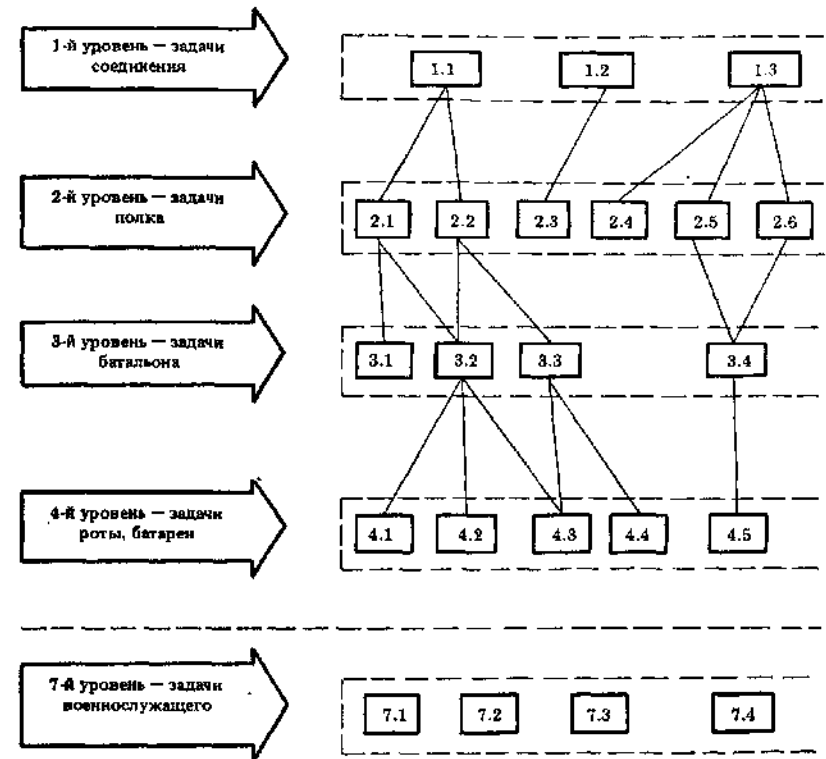 1-й уровень — задачи
соединения
1.1 1.2 1.3
2-й уровень — задачи
полка
2.1 2.2 2.3 2.4 2.5 2.6
3-й уровень — задачи
батальона
3.1 3.2 3.3 3.4
4-й уровень — задачи
роты, батареи
4.1 4.2 4.3 4.4 4.5
7-й уровень — задачи
военнослужащего
7.1 7.2 7.3 7.4